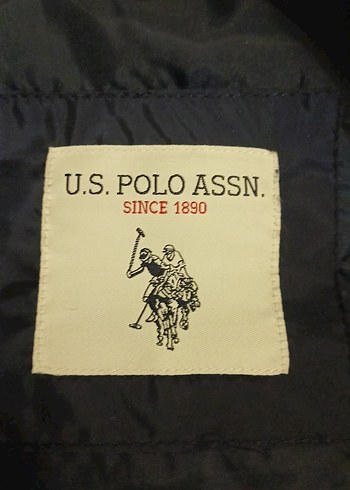 U.S. POLO ASSN.
SINCE 1890